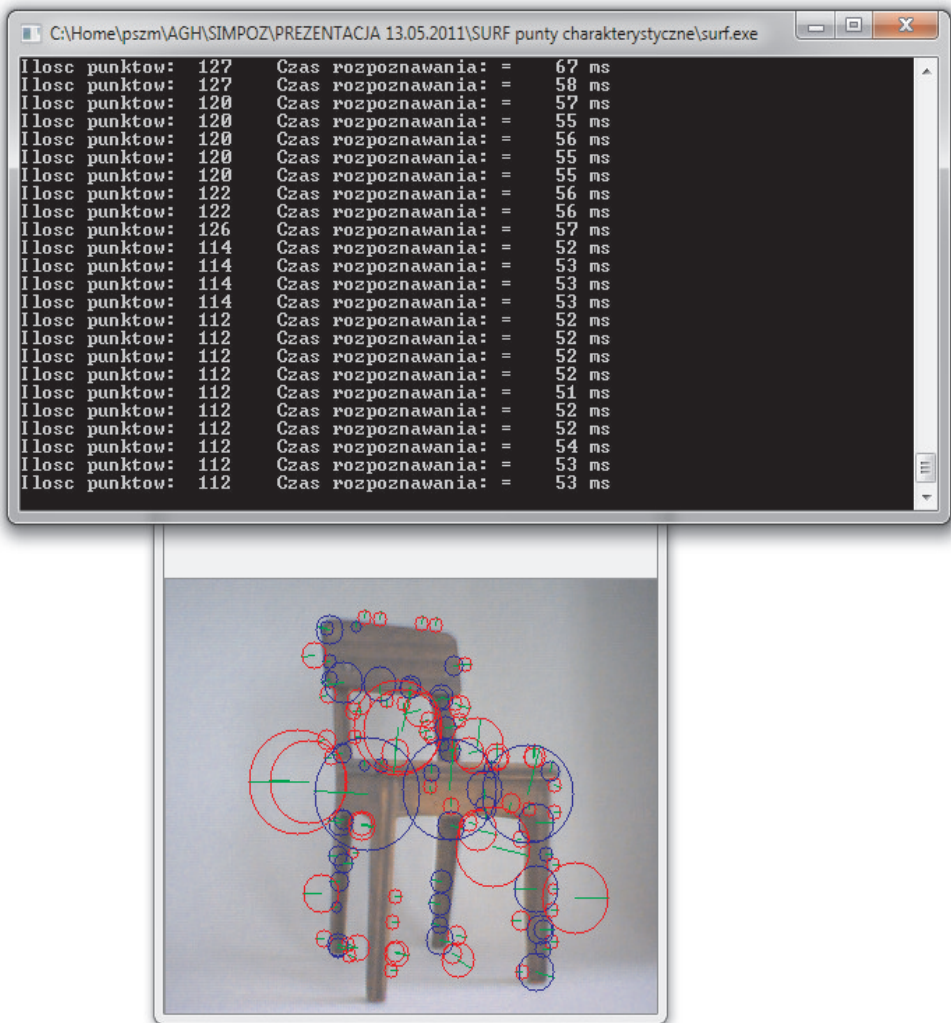 C:\Home\pszm\AGH\SIMPOZ\PREZENTACJA 13.05.2011\SURF punty charakterystyczne\surf.exe
Ilosc punktow: 127 Czas rozpoznawania: = 67 ms
Ilosc punktow: 127 Czas rozpoznawania: = 58 ms
Ilosc punktow: 120 Czas rozpoznawania: = 57 ms
Ilosc punktow: 120 Czas rozpoznawania: = 55 ms
Ilosc punktow: 120 Czas rozpoznawania: = 56 ms
Ilosc punktow: 120 Czas rozpoznawania: = 55 ms
Ilosc punktow: 120 Czas rozpoznawania: = 55 ms
Ilosc punktow: 122 Czas rozpoznawania: = 56 ms
Ilosc punktow: 122 Czas rozpoznawania: = 56 ms
Ilosc punktow: 126 Czas rozpoznawania: = 57 ms
Ilosc punktow: 114 Czas rozpoznawania: = 52 ms
Ilosc punktow: 114 Czas rozpoznawania: = 53 ms
Ilosc punktow: 114 Czas rozpoznawania: = 53 ms
Ilosc punktow: 114 Czas rozpoznawania: = 53 ms
Ilosc punktow: 112 Czas rozpoznawania: = 52 ms
Ilosc punktow: 112 Czas rozpoznawania: = 52 ms
Ilosc punktow: 112 Czas rozpoznawania: = 52 ms
Ilosc punktow: 112 Czas rozpoznawania: = 52 ms
Ilosc punktow: 112 Czas rozpoznawania: = 51 ms
Ilosc punktow: 112 Czas rozpoznawania: = 52 ms
Ilosc punktow: 112 Czas rozpoznawania: = 52 ms
Ilosc punktow: 112 Czas rozpoznawania: = 54 ms
Ilosc punktow: 112 Czas rozpoznawania: = 53 ms
Ilosc punktow: 112 Czas rozpoznawania: = 53 ms